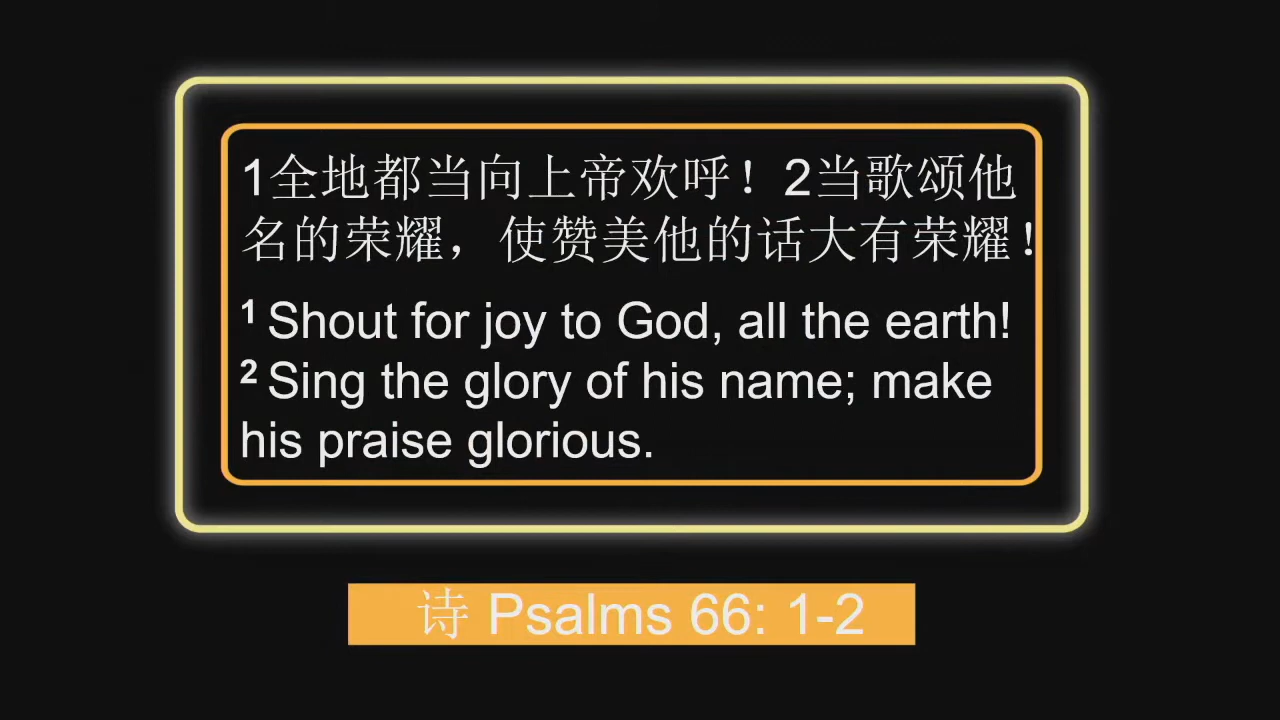 1全地都当向上帝欢呼！2当歌颂他
名的荣耀，使赞美他的话大有荣耀！
1 Shout for joy to God, all the earth!
2 Sing the glory of his name; make
his praise glorious.
诗 Psalms 66: 1-2